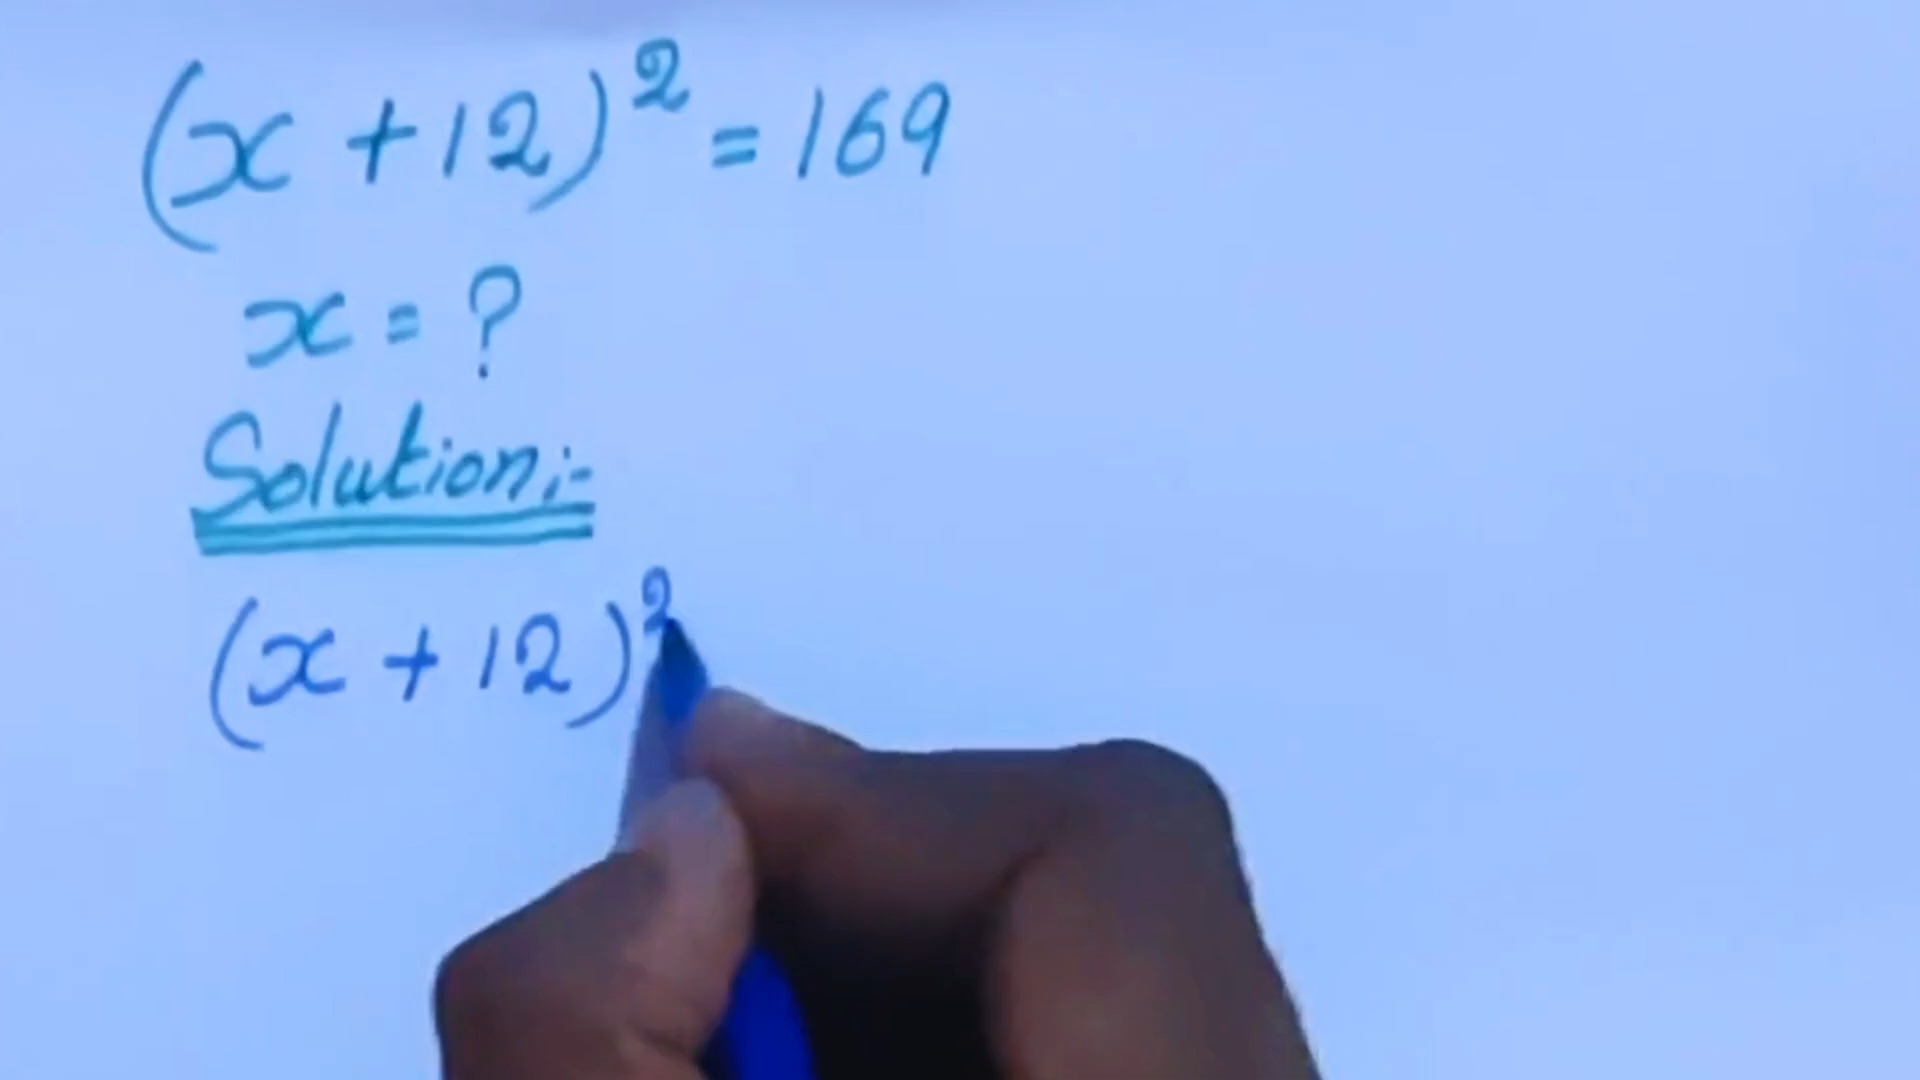 (x + 12)² = 169
x = ?
Solution:-
(x + 12)²